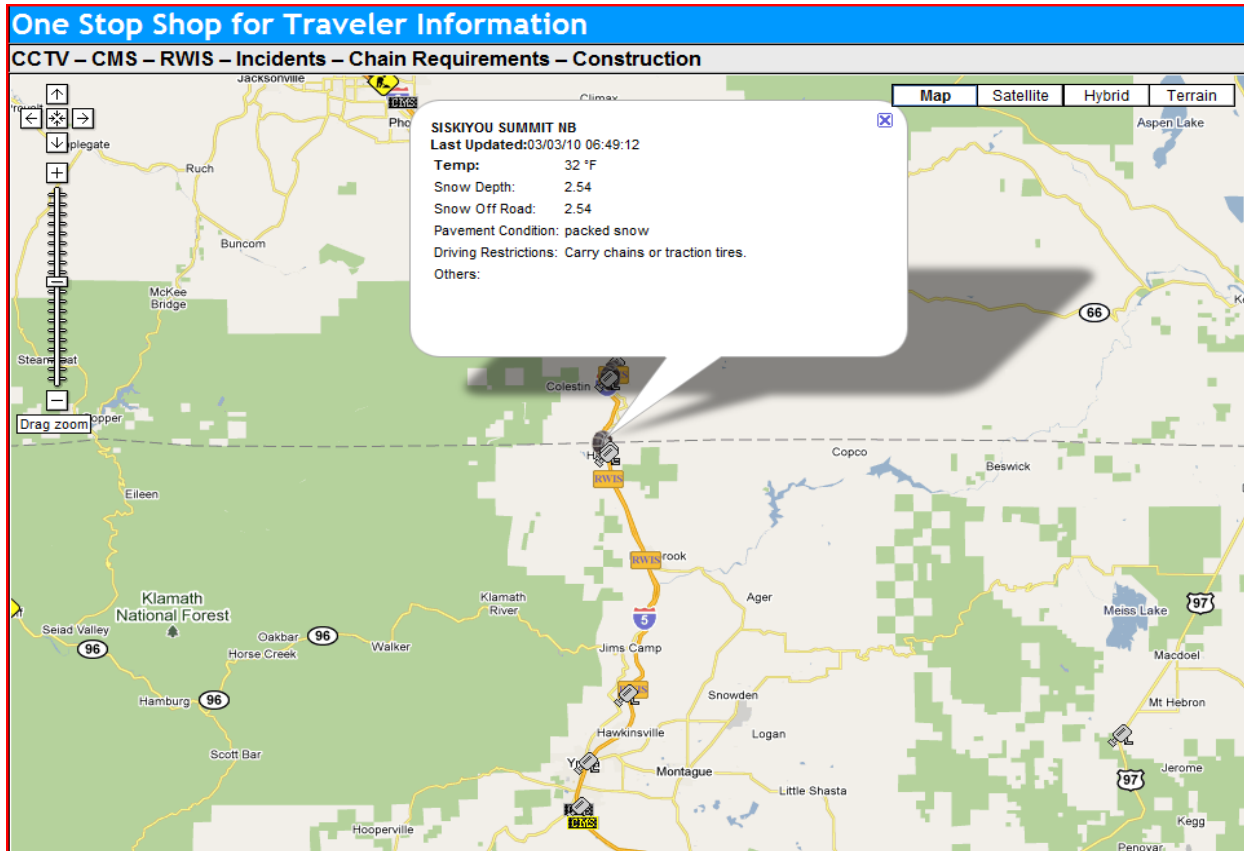 One Stop Shop for Traveler Information
CCTV – CMS – RWIS – Incidents – Chain Requirements – Construction
Map Satellite Hybrid Terrain
Jacksonville
CMS
Climax
Aspen Lake
SISKIYOU SUMMIT NB
Last Updated:03/03/10 06:49:12
Temp: 32 °F
Snow Depth: 2.54
Snow Off Road: 2.54
Pavement Condition: packed snow
Driving Restrictions: Carry chains or traction tires.
Others:
Ruch
Buncom
McKee
Bridge
66
Colestin
Drag zoom
Copco
Beswick
RWIS
Eileen
RWIS
Klamath
National Forest
Klamath
River
Ager
5
Meiss Lake
97
Seiad Valley
96
Oakbar
96
Horse Creek
Walker
Jims Camp
Macdoel
Hamburg
96
Snowden
Mt Hebron
Hawkinsville
Logan
Scott Bar
Montague
Jerome
97
Little Shasta
CMS
Hooperville
Kegg
Penoyar